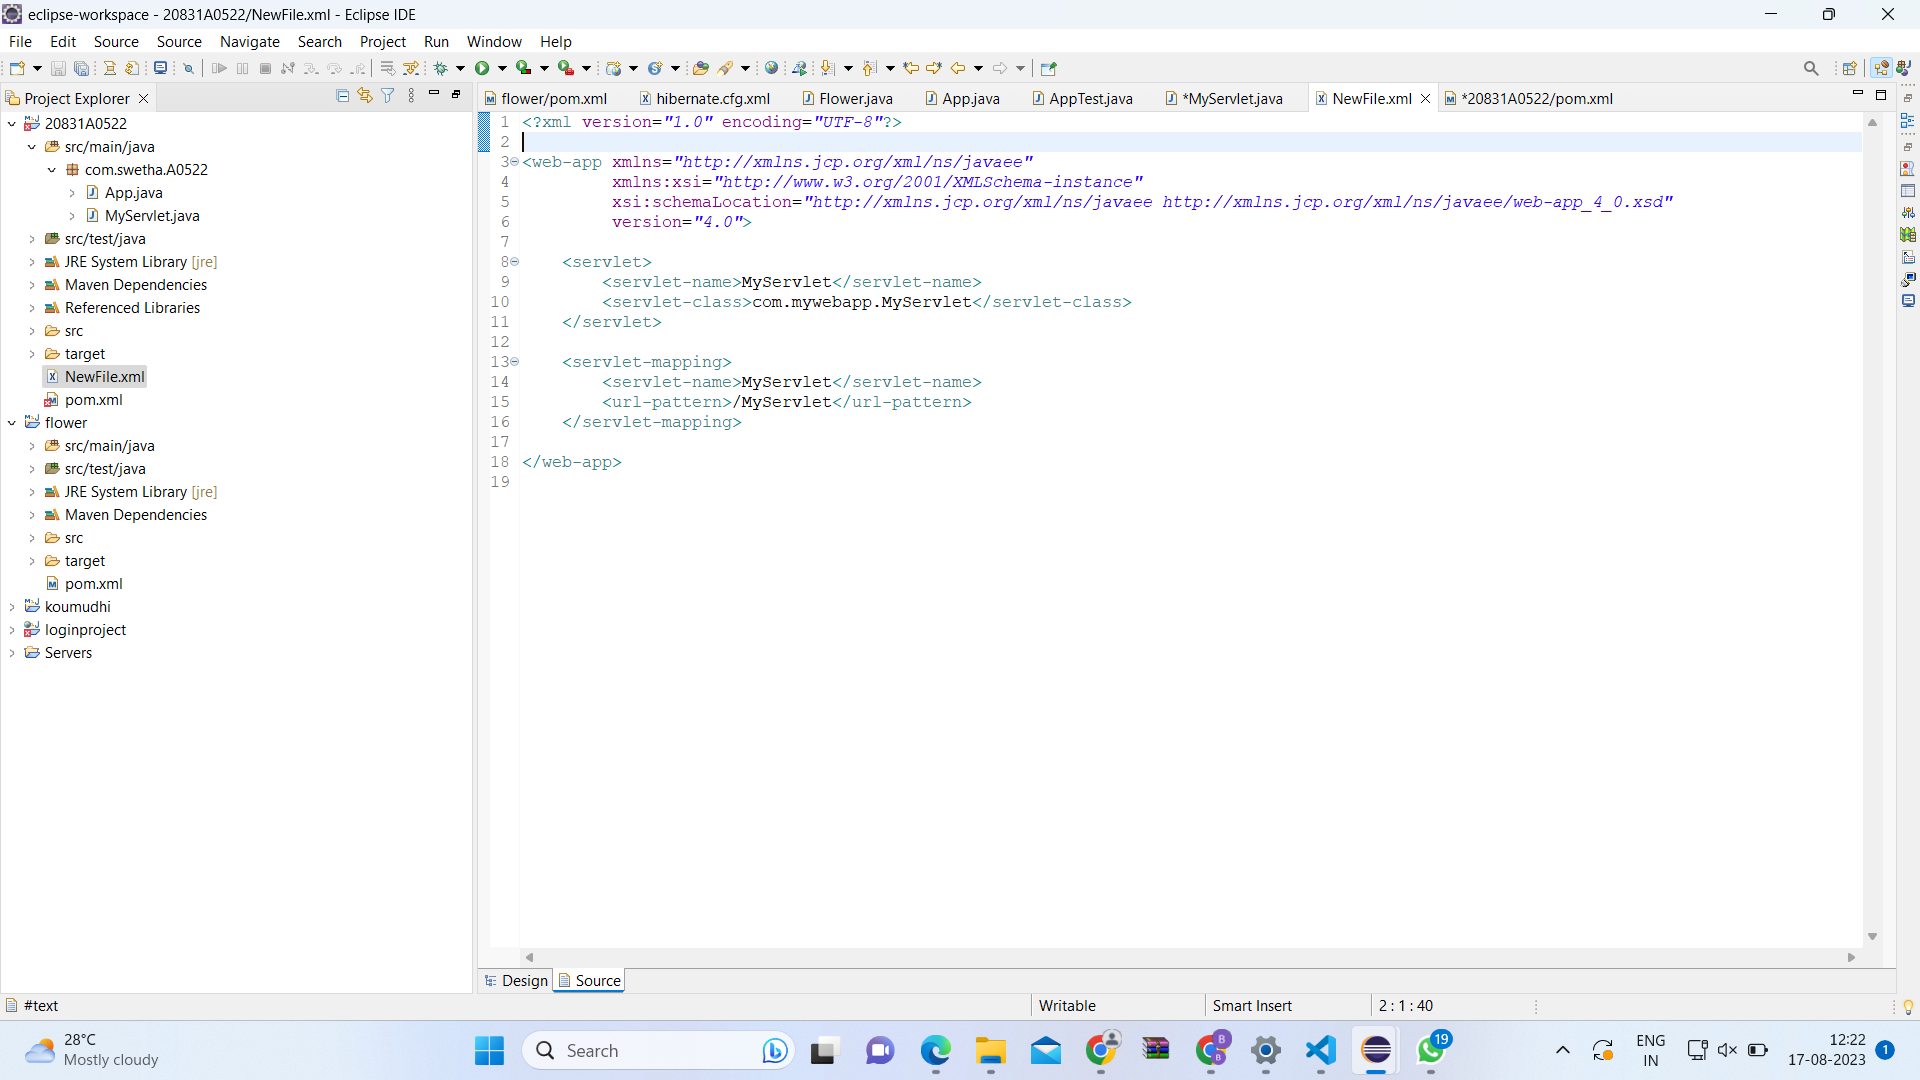 eclipse-workspace - 20831A0522/NewFile.xml - Eclipse IDE
File Edit Source Source Navigate Search Project Run Window Help
Project Explorer
flower/pom.xml hibernate.cfg.xml Flower.java App.java AppTest.java *MyServlet.java NewFile.xml *20831A0522/pom.xml
20831A0522
src/main/java
com.swetha.A0522
App.java
MyServlet.java
src/test/java
JRE System Library [jre]
Maven Dependencies
Referenced Libraries
src
target
NewFile.xml
pom.xml
flower
src/main/java
src/test/java
JRE System Library [jre]
Maven Dependencies
src
target
pom.xml
koumudhi
loginproject
Servers
1 <?xml version="1.0" encoding="UTF-8"?>
2
3 <web-app xmlns="http://xmlns.jcp.org/xml/ns/javaee"
4 xmlns:xsi="http://www.w3.org/2001/XMLSchema-instance"
5 xsi:schemaLocation="http://xmlns.jcp.org/xml/ns/javaee http://xmlns.jcp.org/xml/ns/javaee/web-app_4_0.xsd"
6 version="4.0">
7
8 <servlet>
9 <servlet-name>MyServlet</servlet-name>
10 <servlet-class>com.mywebapp.MyServlet</servlet-class>
11 </servlet>
12
13 <servlet-mapping>
14 <servlet-name>MyServlet</servlet-name>
15 <url-pattern>/MyServlet</url-pattern>
16 </servlet-mapping>
17
18 </web-app>
19
Design Source
#text Writable Smart Insert 2 : 1 : 40
28°C
Mostly cloudy
Search
19
ENG
IN
12:22
17-08-2023
1